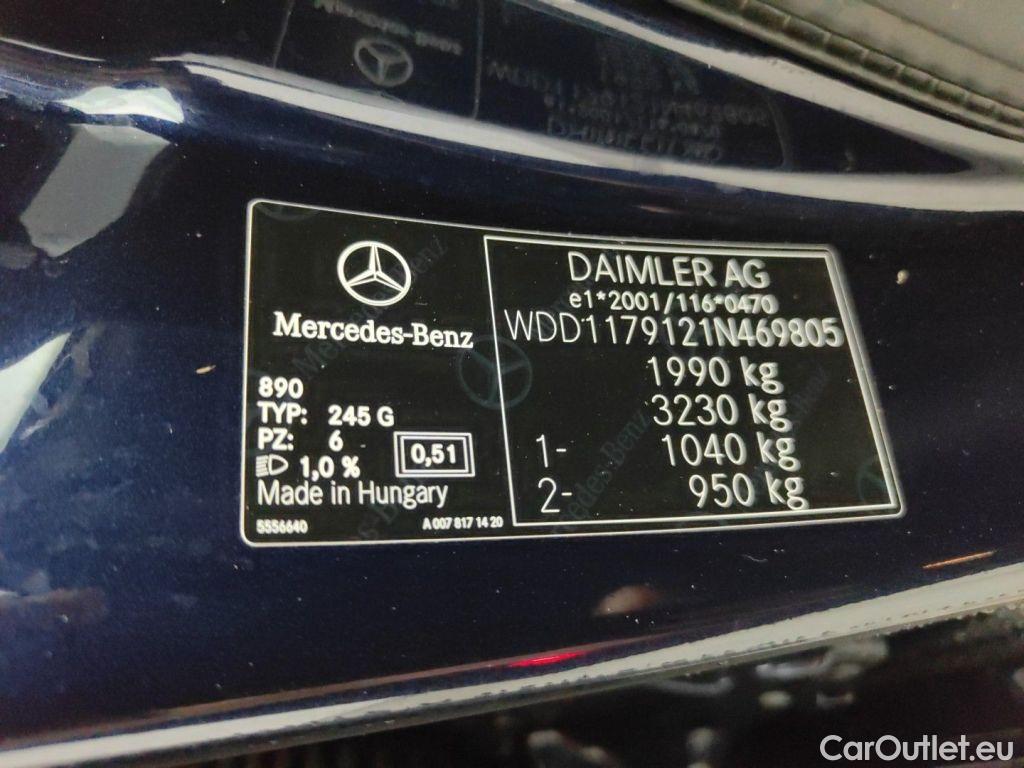 Mercedes-Benz
890
TYP: 245 G
PZ: 6
0,51
1,0 %
Made in Hungary
5556640
A 007 817 14 20
DAIMLER AG
e1*2001/116*0470
WDD1179121N469805
1990 kg
3230 kg
1- 1040 kg
2- 950 kg
CarOutlet.eu